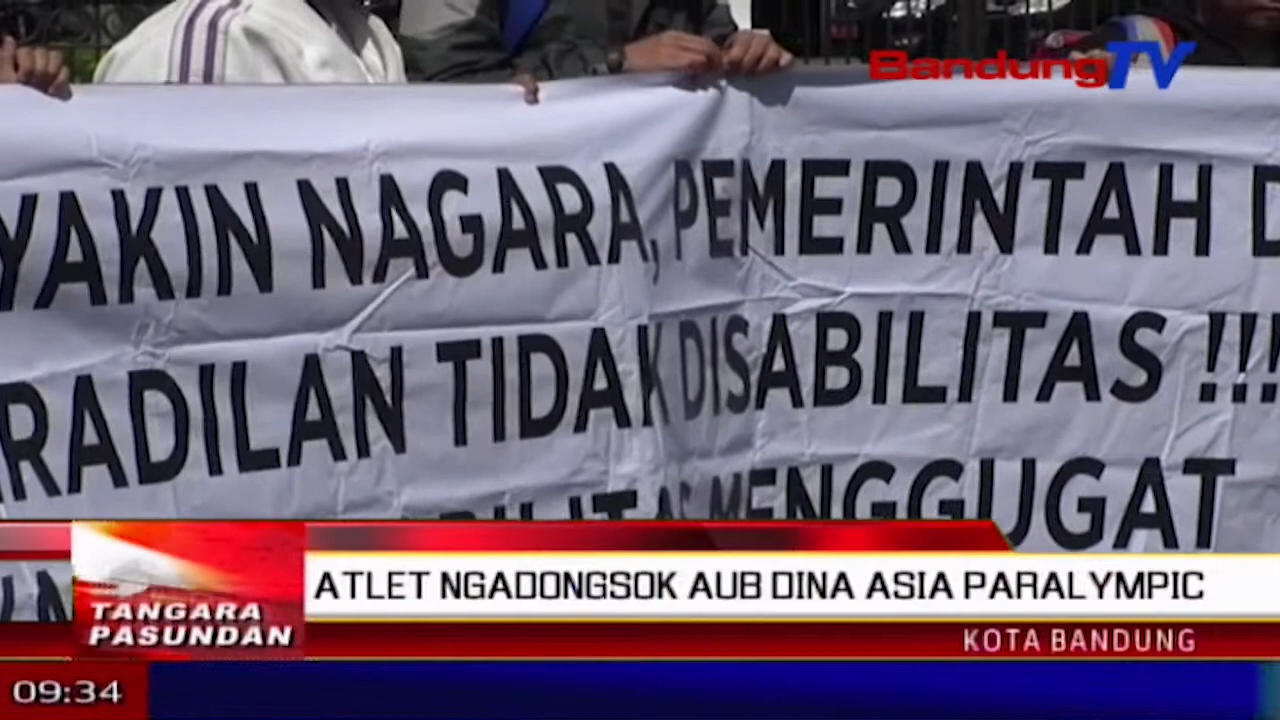 BandungTV
YAKIN NAGARA, PEMERINTAH
RADILAN TIDAK DISABILITAS !!!
MENGGUGAT
ATLET NGADONGSOK AUB DINA ASIA PARALYMPIC
TANGARA
PASUNDAN
KOTA BANDUNG
09:34